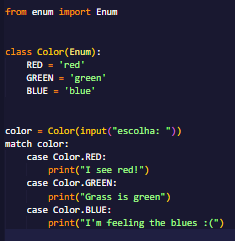 from enum import Enum
class Color(Enum):
    RED = 'red'
    GREEN = 'green'
    BLUE = 'blue'
color = Color(input("escolha: "))
match color:
    case Color.RED:
        print("I see red!")
    case Color.GREEN:
        print("Grass is green")
    case Color.BLUE:
        print("I'm feeling the blues :(")